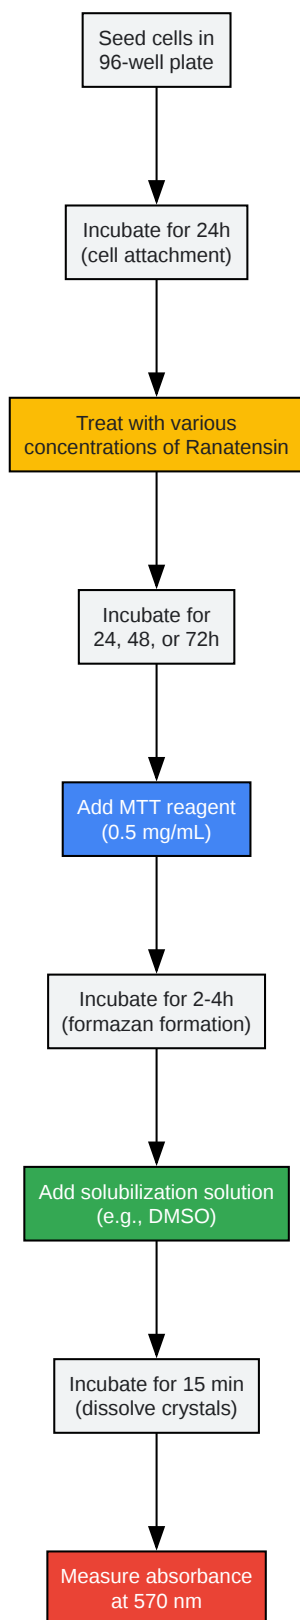 Seed cells in
96-well plate
Incubate for 24h
(cell attachment)
Treat with various
concentrations of Ranatensin
Incubate for
24, 48, or 72h
Add MTT reagent
(0.5 mg/mL)
Incubate for 2-4h
(formazan formation)
Add solubilization solution
(e.g., DMSO)
Incubate for 15 min
(dissolve crystals)
Measure absorbance
at 570 nm